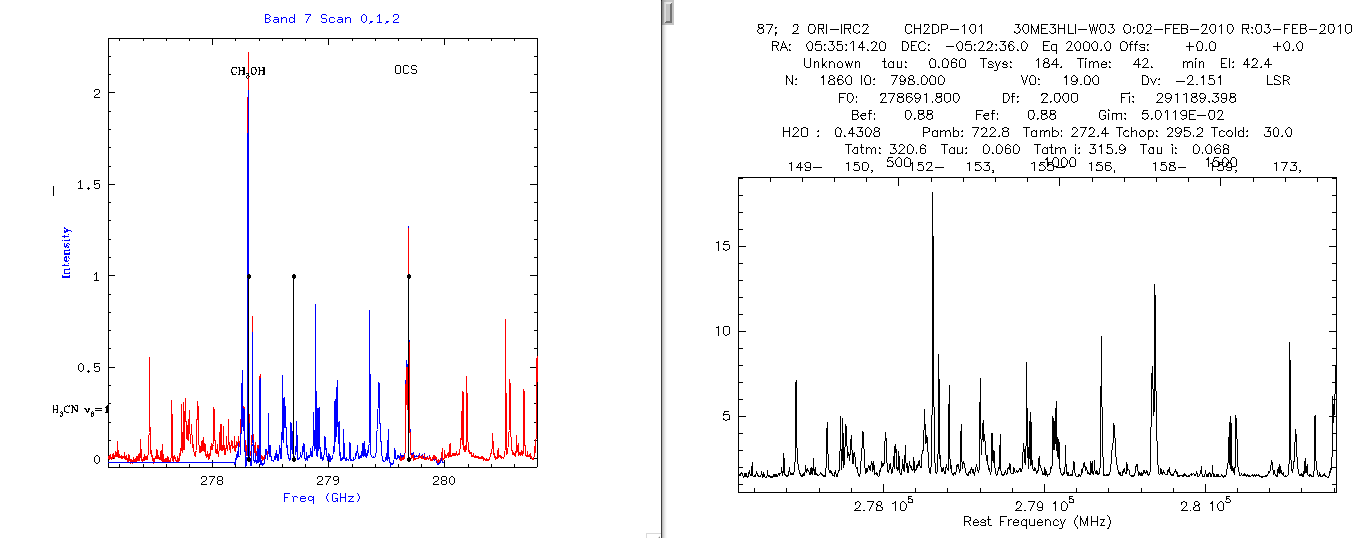 Band 7 Scan 0,1,2
CH3OH
OCS
2
1.5
1
0.5
0
Intensity
H3CN v8=1
278
279
280
Freq (GHz)
87; 2 ORI-IRC2 CH2DP-101 30ME3HLI-W03 O:02-FEB-2010 R:03-FEB-2010
RA: 05:35:14.20 DEC: -05:22:36.0 Eq 2000.0 Offs: +0.0 +0.0
Unknown tau: 0.060 Tsys: 184. Time: 42. min El: 42.4
N: 1860 I0: 798.000 V0: 19.00 Dv: -2.151 LSR
F0: 278691.800 Df: 2.000 Fi: 291189.398
Bef: 0.88 Fef: 0.88 Gim: 5.0119E-02
H2O : 0.4308 Pamb: 722.8 Tamb: 272.4 Tchop: 295.2 Tcold: 30.0
Tatm: 320.6 Tau: 0.060 Tatm i: 315.9 Tau i: 0.068
500 1000 1500
149- 150, 152- 153, 155- 156, 158- 159, 173,
15
10
5
2.78 10^5
2.79 10^5
2.8 10^5
Rest Frequency (MHz)